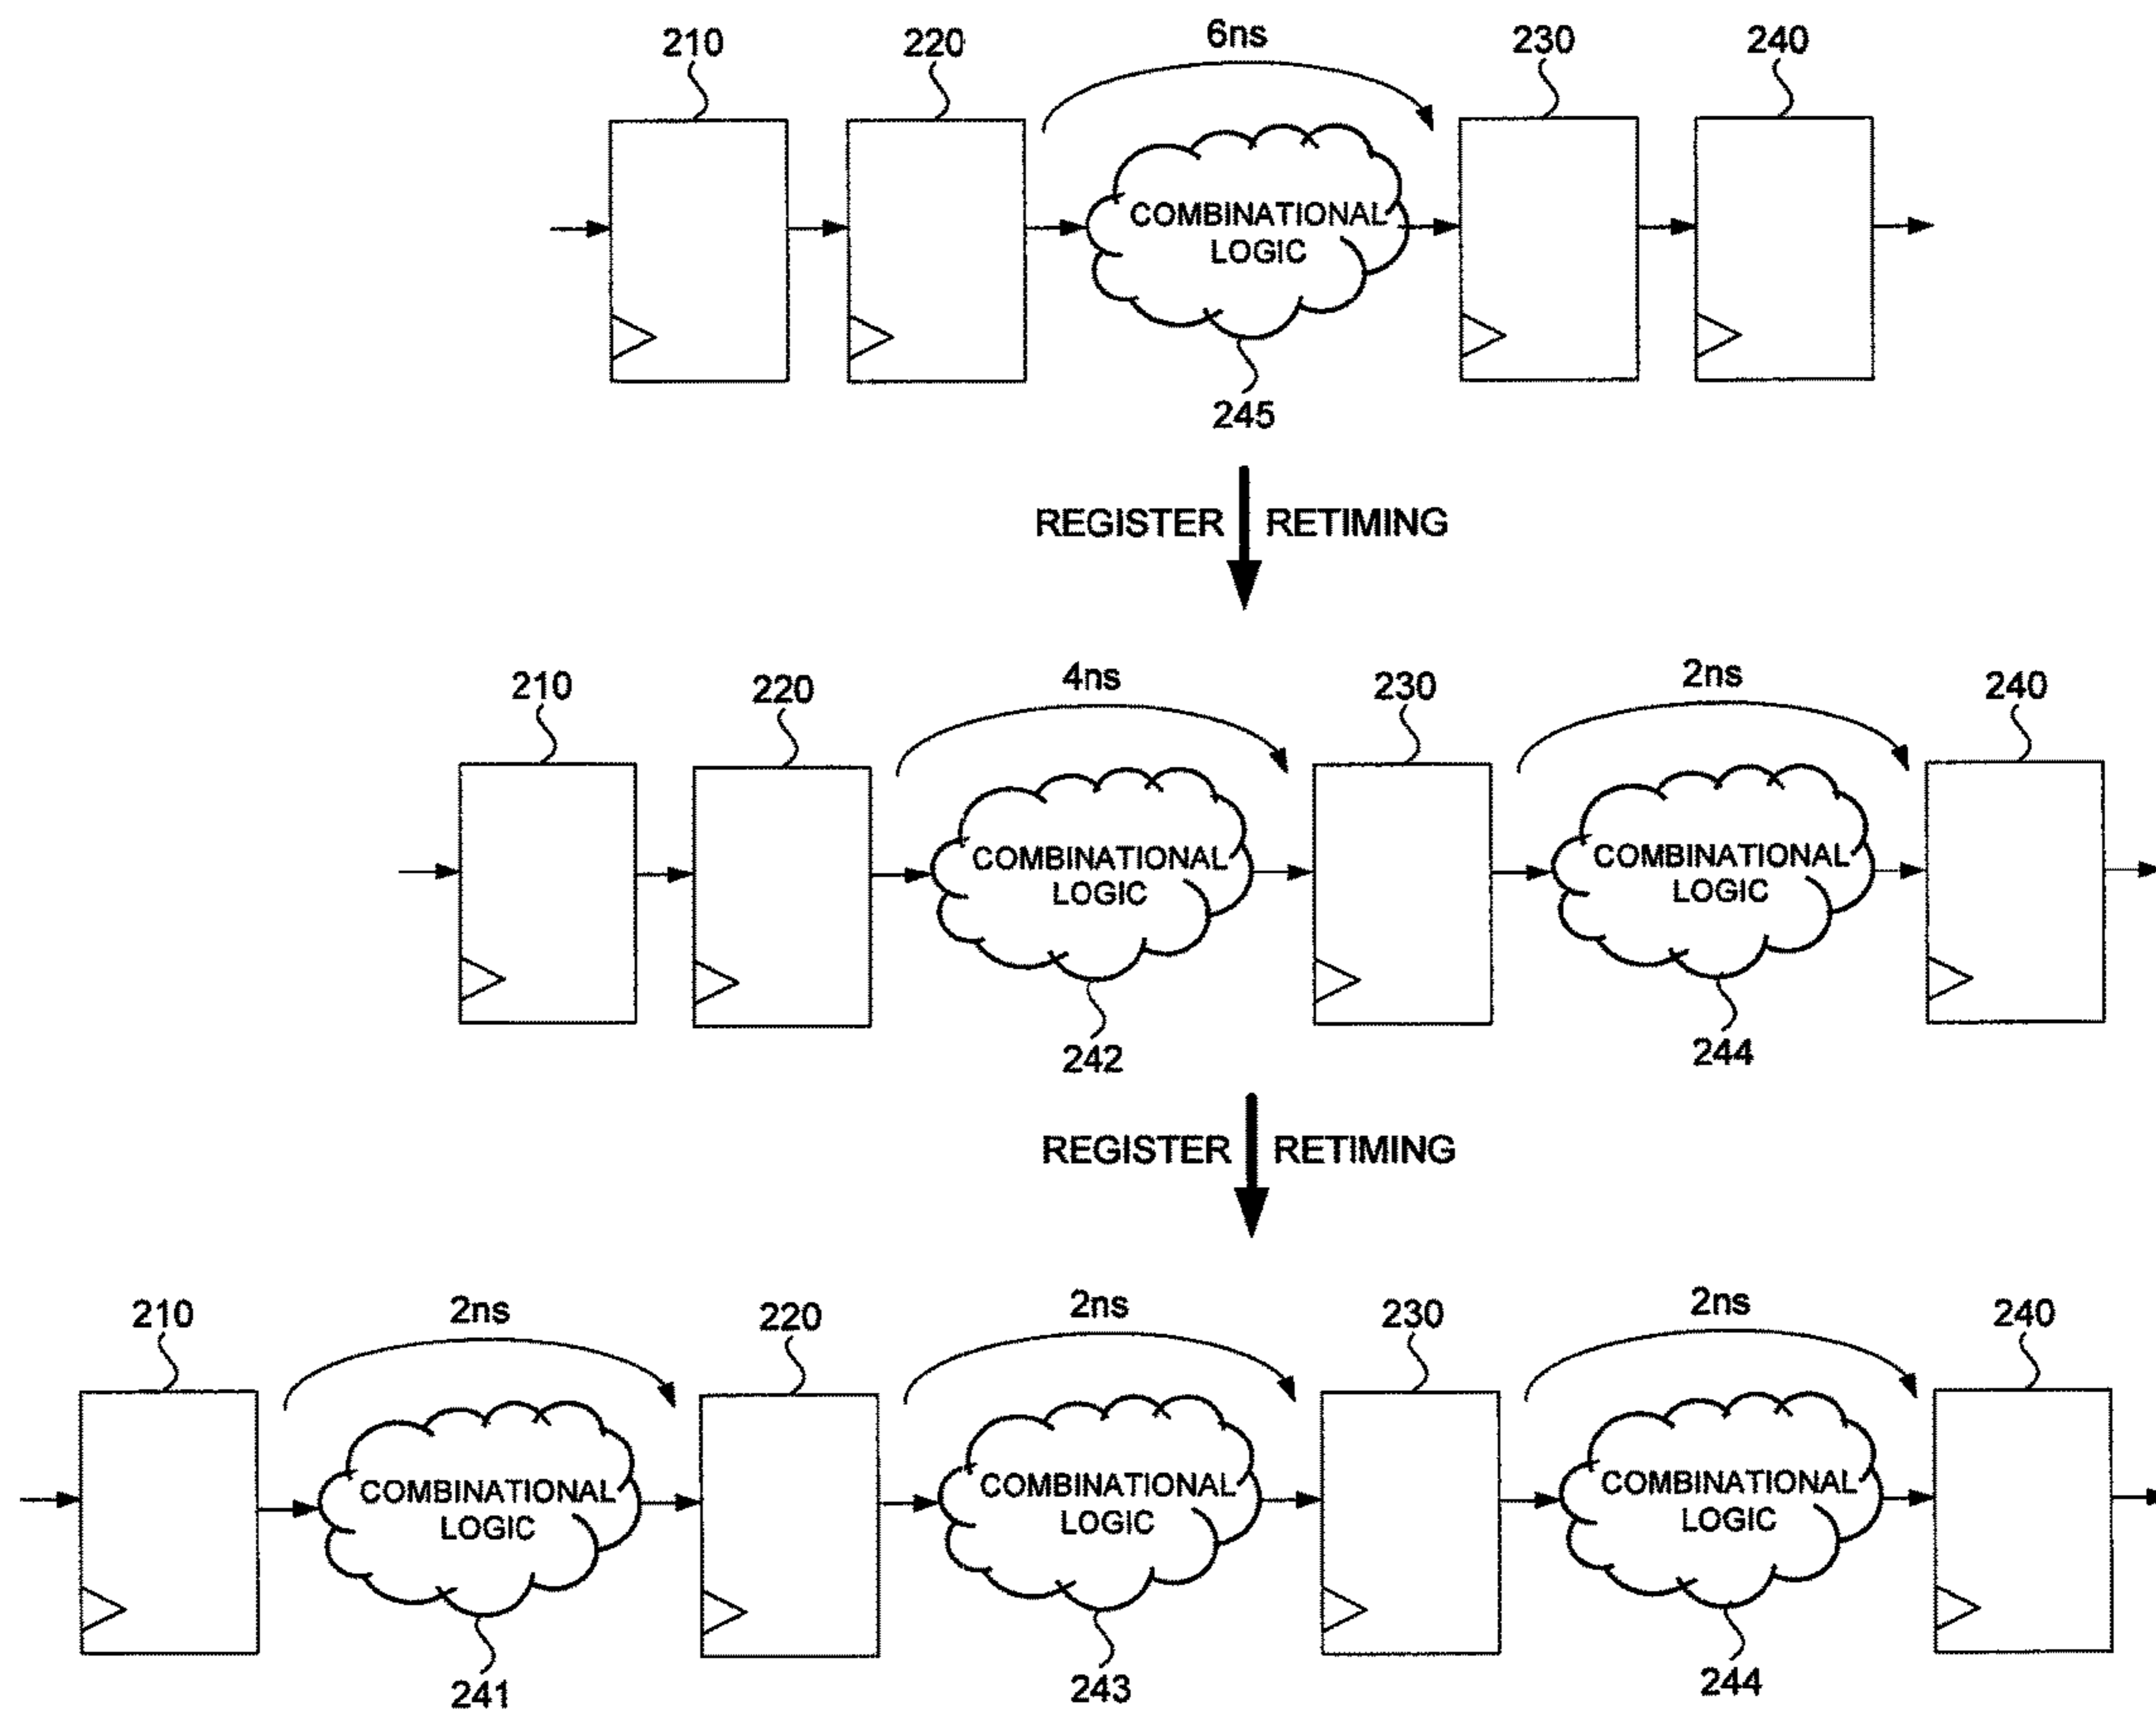 210 220 6ns 230 240
COMBINATIONAL
LOGIC
245
REGISTER RETIMING
210 220 4ns 230 2ns 240
COMBINATIONAL COMBINATIONAL
LOGIC LOGIC
242 244
REGISTER RETIMING
210 2ns 220 2ns 230 2ns 240
COMBINATIONAL COMBINATIONAL COMBINATIONAL
LOGIC LOGIC LOGIC
241 243 244